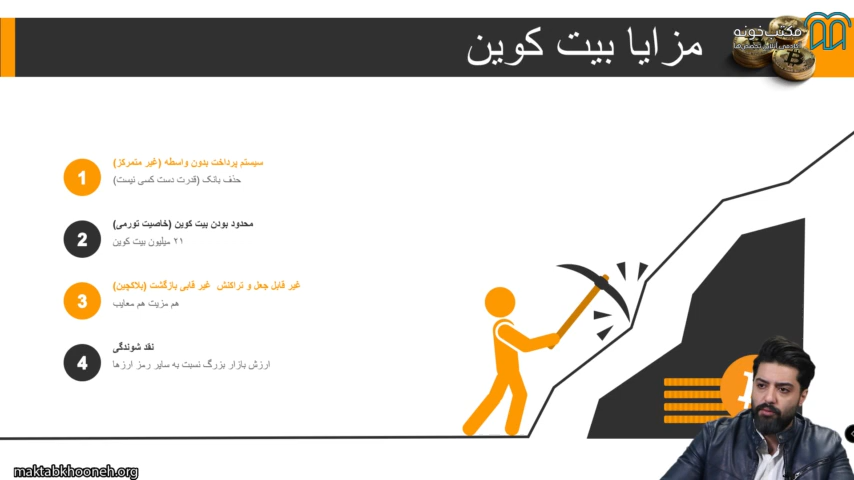 مزایا بیت کوین
مکتب‌خونه
1
سیستم پرداخت بدون واسطه (غیر متمرکز)
حذف بانک (قدرت دست کسی نیست)
2
محدود بودن بیت کوین (خاصیت تورمی)
۲۱ میلیون بیت کوین
3
غیر قابل جعل و تراکنش غیر قابی بازگشت (بلاکچین)
هم مزیت هم معایب
4
نقد شوندگی
ارزش بازار بزرگ نسبت به سایر رمز ارزها
maktabkhooneh.org